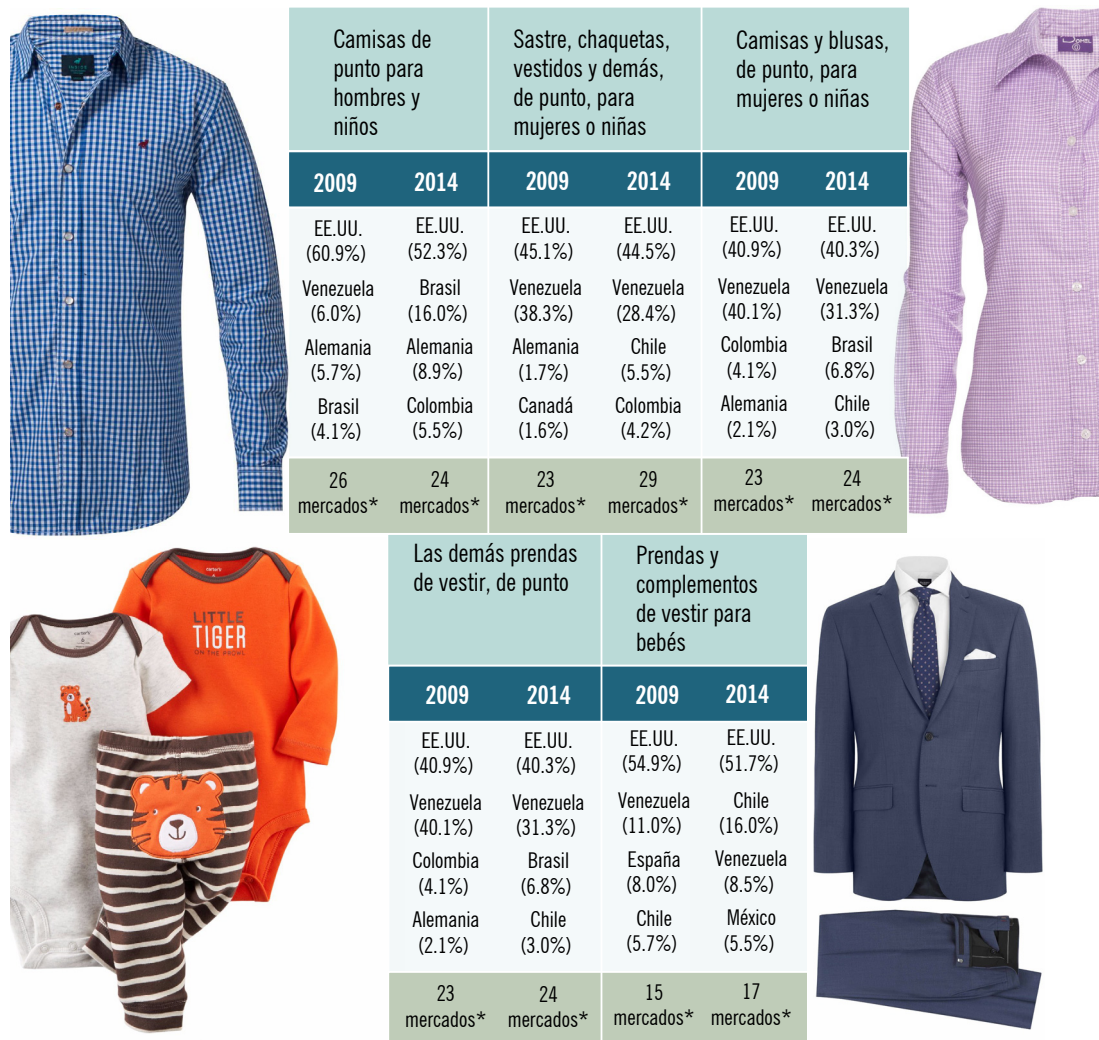 Camisas de
punto para
hombres y
niños
Sastre, chaquetas,
vestidos y demás,
de punto, para
mujeres o niñas
Camisas y blusas,
de punto, para
mujeres o niñas
2009 2014 2009 2014 2009 2014
EE.UU. EE.UU. EE.UU. EE.UU. EE.UU. EE.UU.
(60.9%) (52.3%) (45.1%) (44.5%) (40.9%) (40.3%)
Venezuela Brasil Venezuela Venezuela Venezuela Venezuela
(6.0%) (16.0%) (38.3%) (28.4%) (40.1%) (31.3%)
Alemania Alemania Alemania Chile Colombia Brasil
(5.7%) (8.9%) (1.7%) (5.5%) (4.1%) (6.8%)
Brasil Colombia Canadá Colombia Alemania Chile
(4.1%) (5.5%) (1.6%) (4.2%) (2.1%) (3.0%)
26 24 23 29 23 24
mercados* mercados* mercados* mercados* mercados* mercados*
Las demás prendas
de vestir, de punto
Prendas y
complementos
de vestir para
bebés
2009 2014 2009 2014
EE.UU. EE.UU. EE.UU. EE.UU.
(40.9%) (40.3%) (54.9%) (51.7%)
Venezuela Venezuela Venezuela Chile
(40.1%) (31.3%) (11.0%) (16.0%)
Colombia Brasil España Venezuela
(4.1%) (6.8%) (8.0%) (8.5%)
Alemania Chile Chile México
(2.1%) (3.0%) (5.7%) (5.5%)
23 24 15 17
mercados* mercados* mercados* mercados*
LITTLE
TIGER
ON THE PROWL